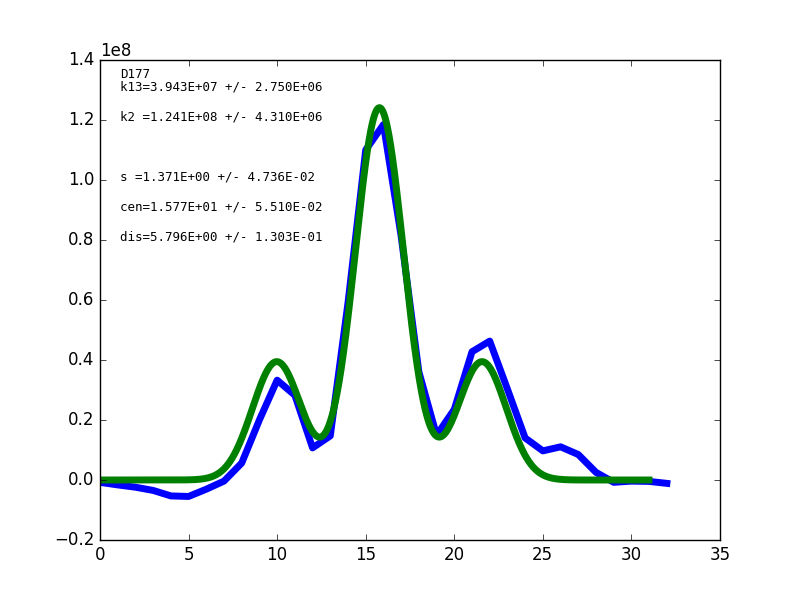 1e8
D177
k13=3.943E+07 +/- 2.750E+06
k2 =1.241E+08 +/- 4.310E+06
s =1.371E+00 +/- 4.736E-02
cen=1.577E+01 +/- 5.510E-02
dis=5.796E+00 +/- 1.303E-01
1.4
1.2
1.0
0.8
0.6
0.4
0.2
0.0
−0.2
0 5 10 15 20 25 30 35